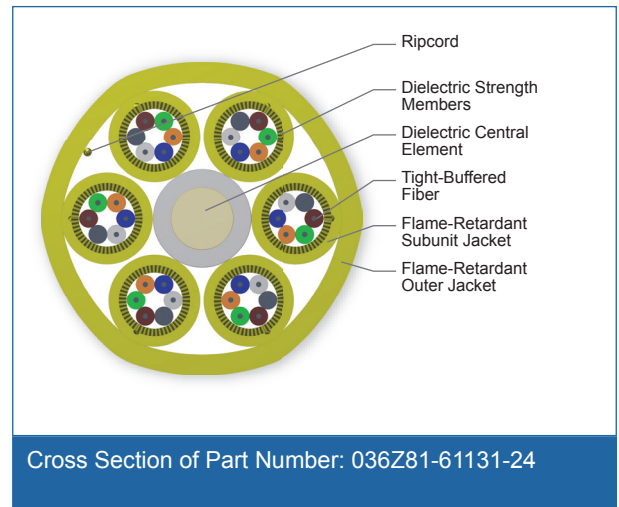 Ripcord
Dielectric Strength
Members
Dielectric Central
Element
Tight-Buffered
Fiber
Flame-Retardant
Subunit Jacket
Flame-Retardant
Outer Jacket
Cross Section of Part Number: 036Z81-61131-24